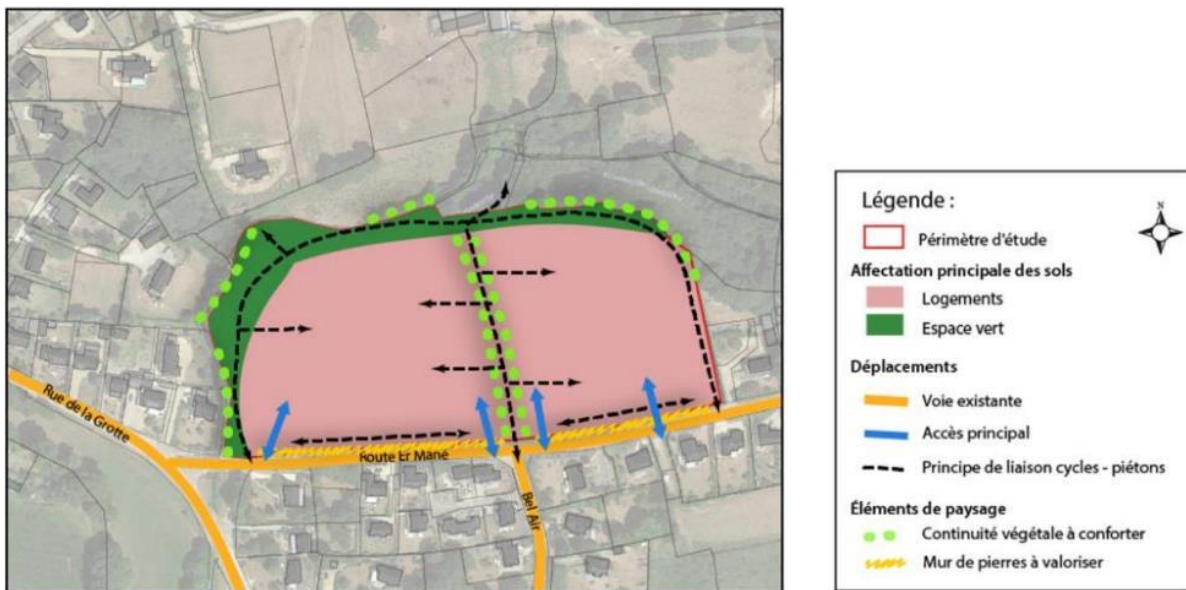 Rue de la Grotte
Route Er Mané
Bel Air
Légende :
N
Périmètre d'étude
Affectation principale des sols
Logements
Espace vert
Déplacements
Voie existante
Accès principal
Principe de liaison cycles - piétons
Éléments de paysage
Continuité végétale à conforter
Mur de pierres à valoriser